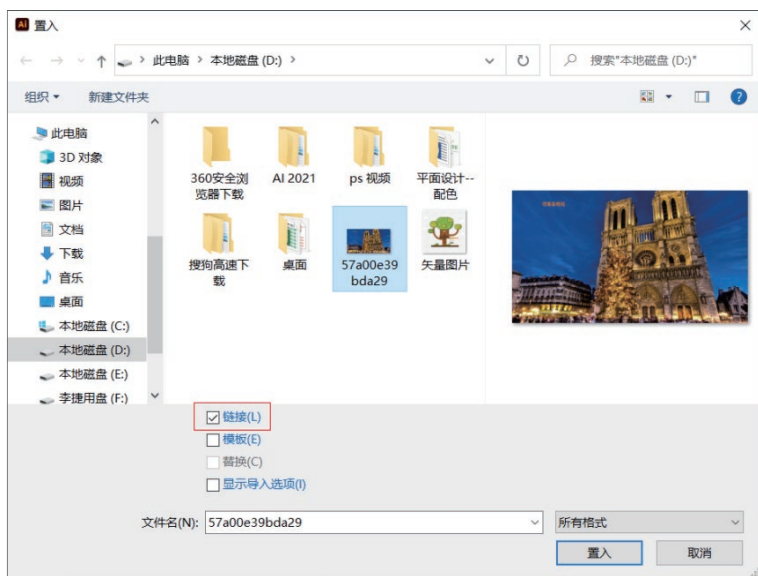 Ai 置入
此电脑 > 本地磁盘 (D:) >
搜索"本地磁盘 (D:)"
组织
新建文件夹
此电脑
3D 对象
视频
图片
文档
下载
音乐
桌面
本地磁盘 (C:)
本地磁盘 (D:)
本地磁盘 (E:)
李捷用盘 (F:)
360安全浏
览器下载
AI 2021
ps 视频
平面设计--
配色
搜狗高速下
载
桌面
57a00e39
bda29
矢量图片
链接(L)
模板(E)
替换(C)
显示导入选项(I)
文件名(N):
57a00e39bda29
所有格式
置入
取消